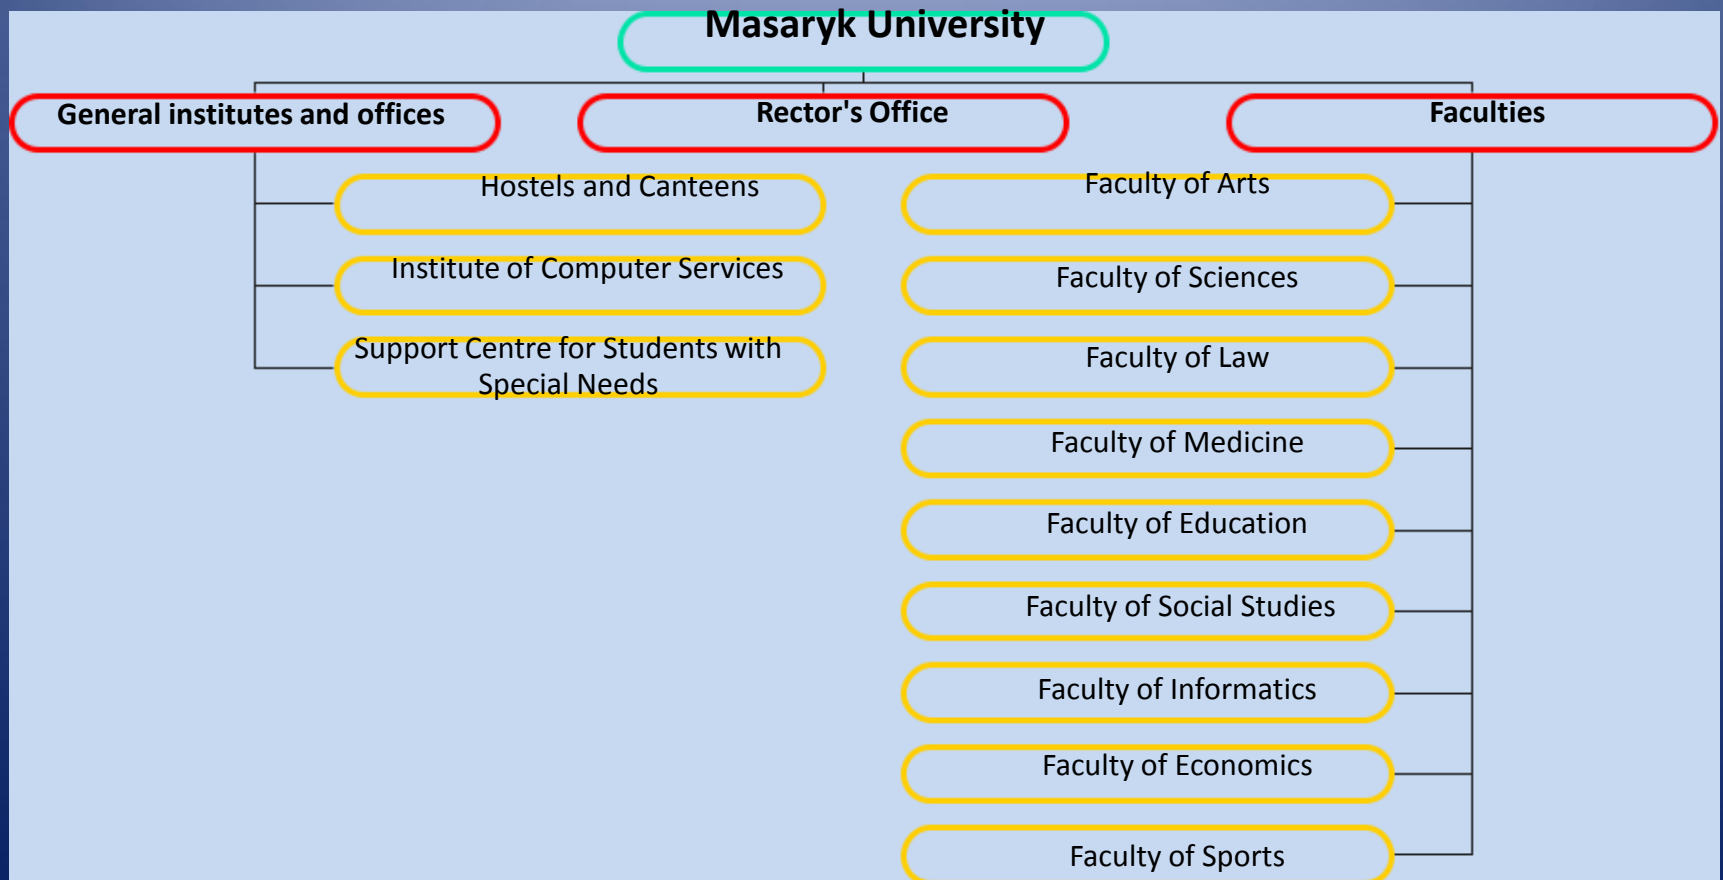 Masaryk University
General institutes and offices
Rector's Office
Faculties
Hostels and Canteens
Institute of Computer Services
Support Centre for Students with
Special Needs
Faculty of Arts
Faculty of Sciences
Faculty of Law
Faculty of Medicine
Faculty of Education
Faculty of Social Studies
Faculty of Informatics
Faculty of Economics
Faculty of Sports